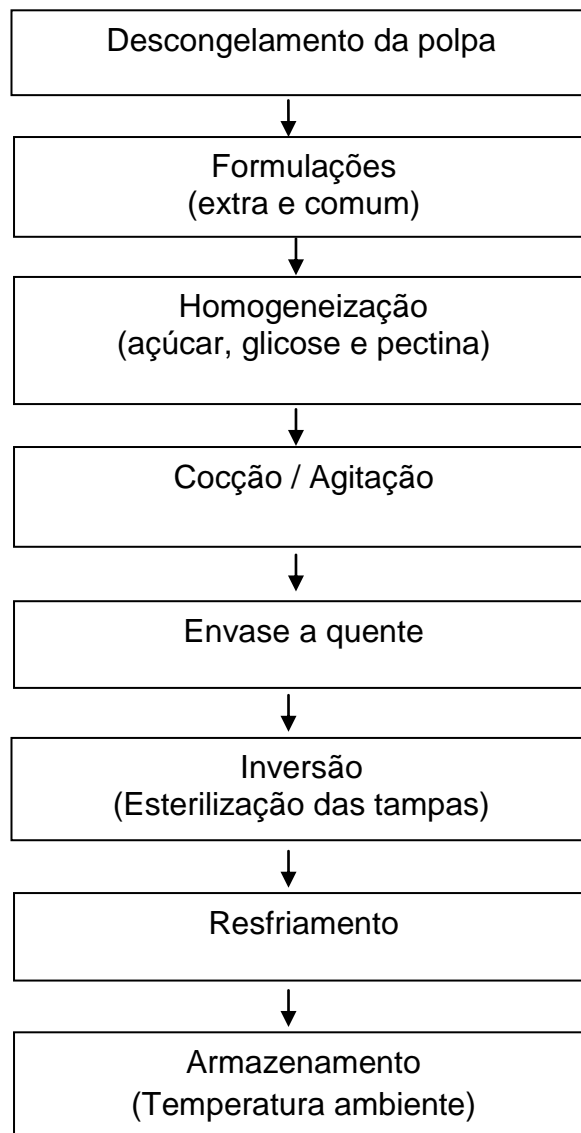 Descongelamento da polpa
Formulações
(extra e comum)
Homogeneização
(açúcar, glicose e pectina)
Cocção / Agitação
Envase a quente
Inversão
(Esterilização das tampas)
Resfriamento
Armazenamento
(Temperatura ambiente)